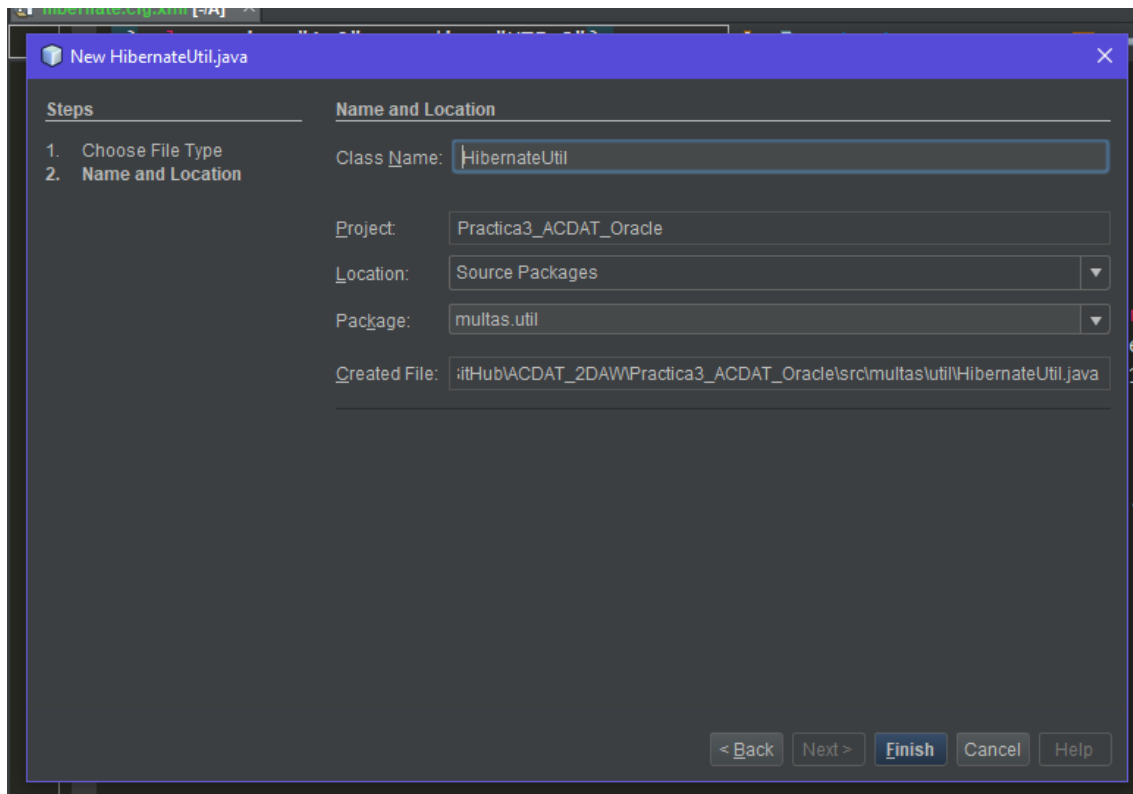 hibernate.cfg.xml [-/A]
New HibernateUtil.java
Steps
1. Choose File Type
2. Name and Location
Name and Location
Class Name: HibernateUtil
Project: Practica3_ACDAT_Oracle
Location: Source Packages
Package: multas.util
Created File: itHub\ACDAT_2DAW\Practica3_ACDAT_Oracle\src\multas\util\HibernateUtil.java
< Back Next > Finish Cancel Help